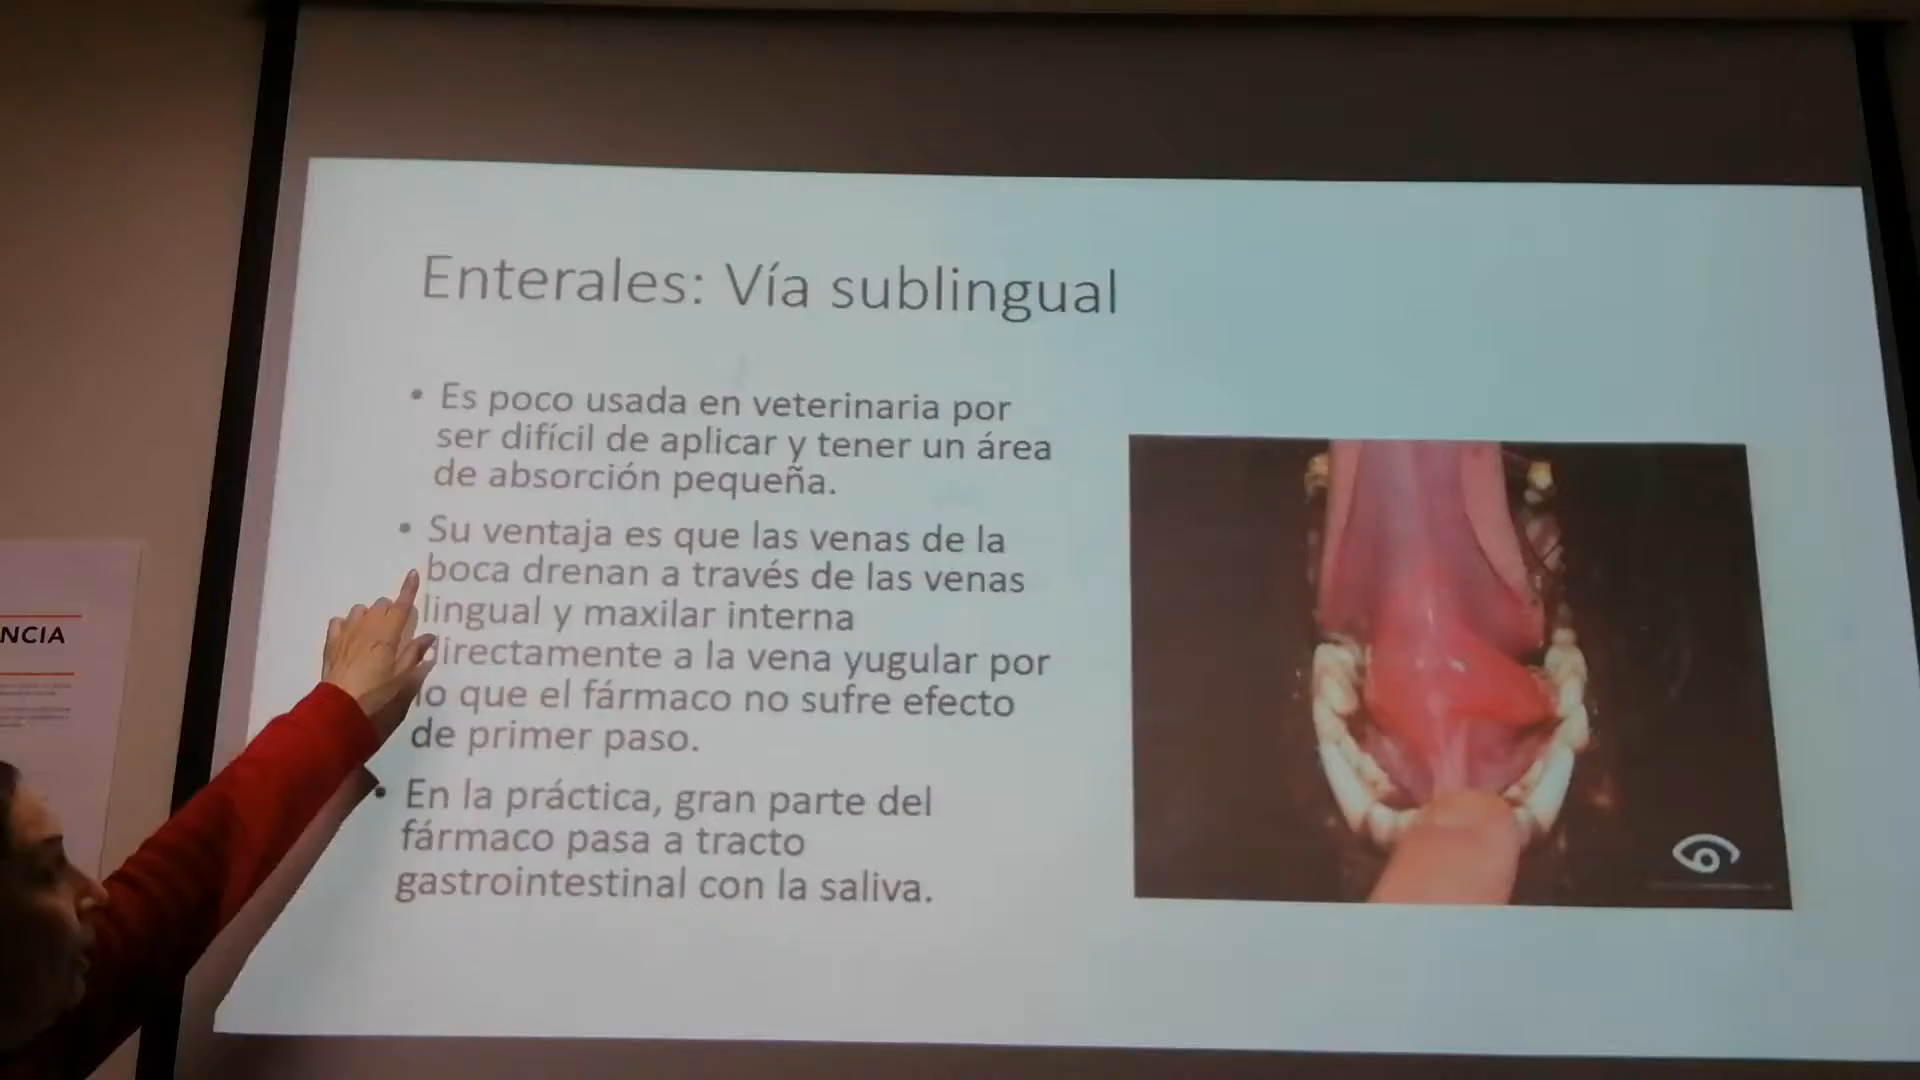 Enterales: Vía sublingual
• Es poco usada en veterinaria por
ser difícil de aplicar y tener un área
de absorción pequeña.
• Su ventaja es que las venas de la
boca drenan a través de las venas
lingual y maxilar interna
directamente a la vena yugular por
lo que el fármaco no sufre efecto
de primer paso.
• En la práctica, gran parte del
fármaco pasa a tracto
gastrointestinal con la saliva.
NCIA